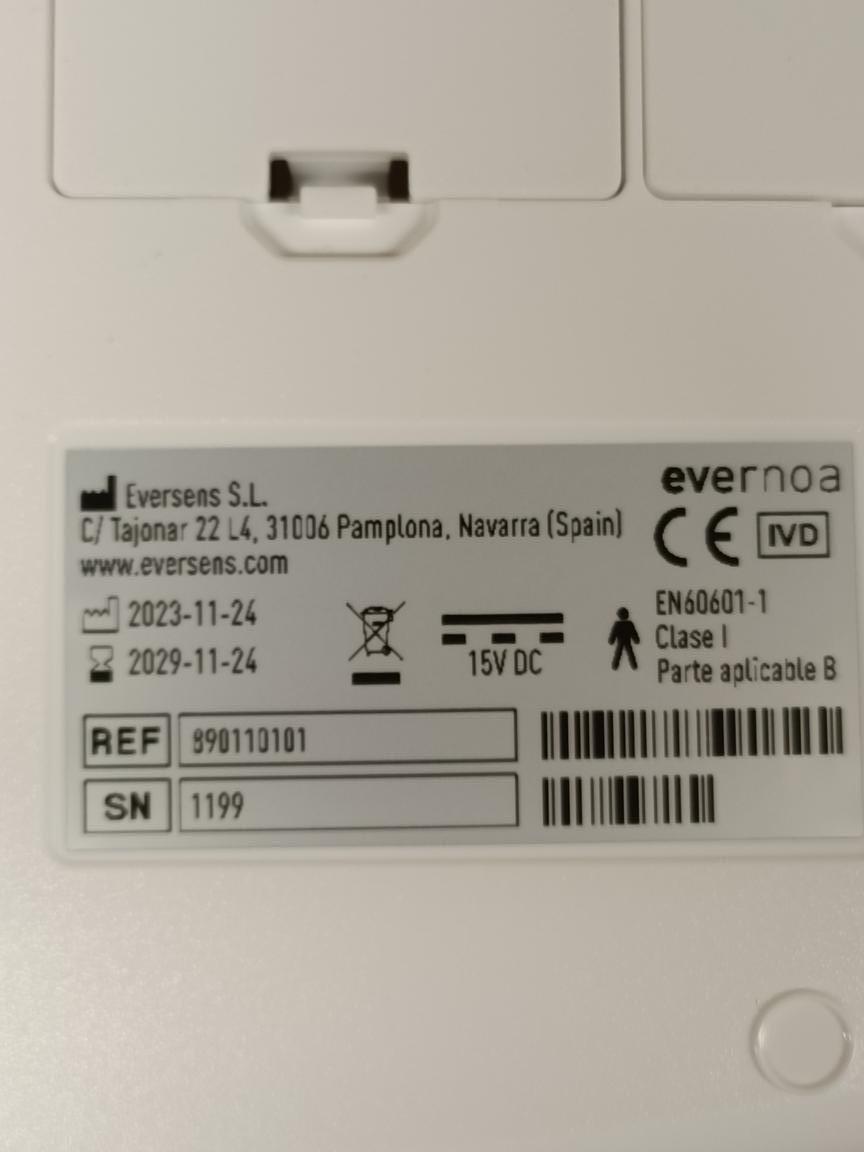 Eversens S.L.
C/ Tajonar 22 L4, 31006 Pamplona, Navarra (Spain)
www.eversens.com
evernoa
CE IVD
2023-11-24
2029-11-24
15V DC
EN60601-1
Clase I
Parte aplicable B
REF 890110101
SN 1199